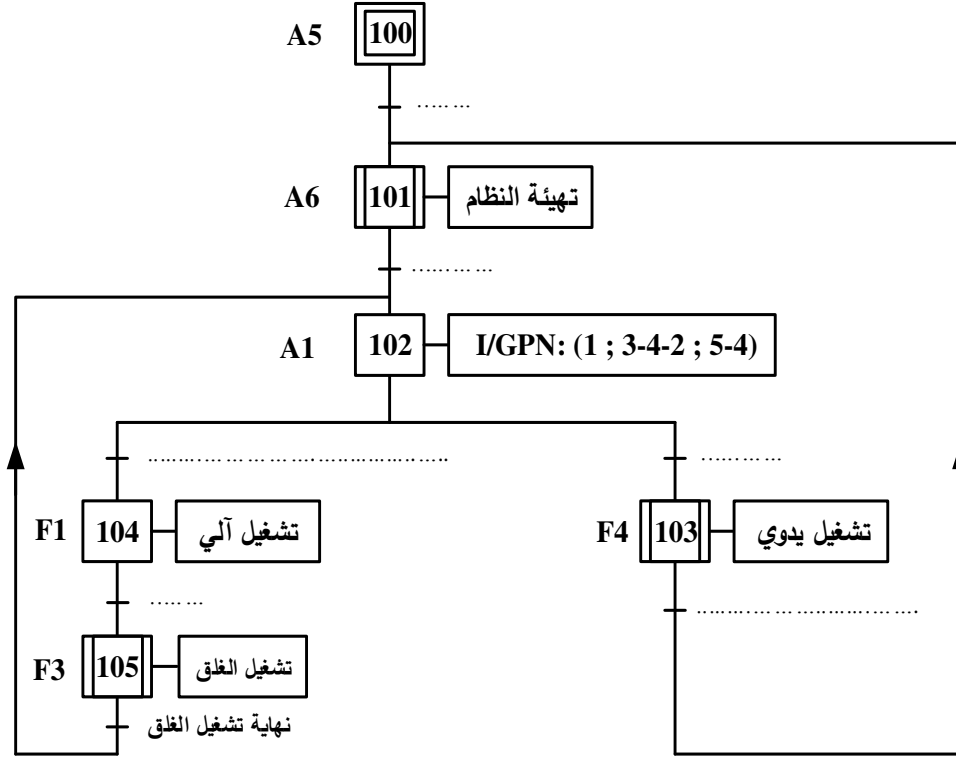 A5 100
.........
A6 101 تهيئة النظام
.........
A1 102 I/GPN: (1 ; 3-4-2 ; 5-4)
.........
.........
F1 104 تشغيل آلي
F4 103 تشغيل يدوي
.........
.........
F3 105 تشغيل الغلق
نهاية تشغيل الغلق